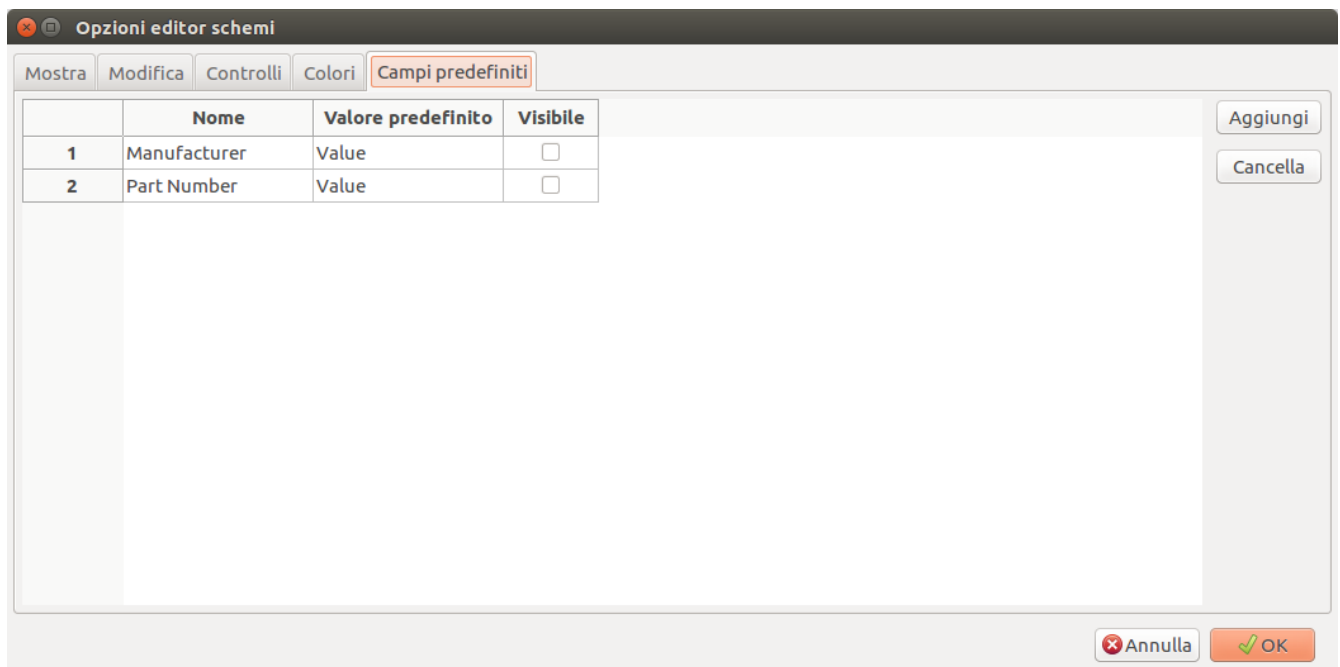 Opzioni editor schemi
Mostra Modifica Controlli Colori Campi predefiniti
Nome Valore predefinito Visibile Aggiungi
1 Manufacturer Value
2 Part Number Value Cancella
Annulla OK